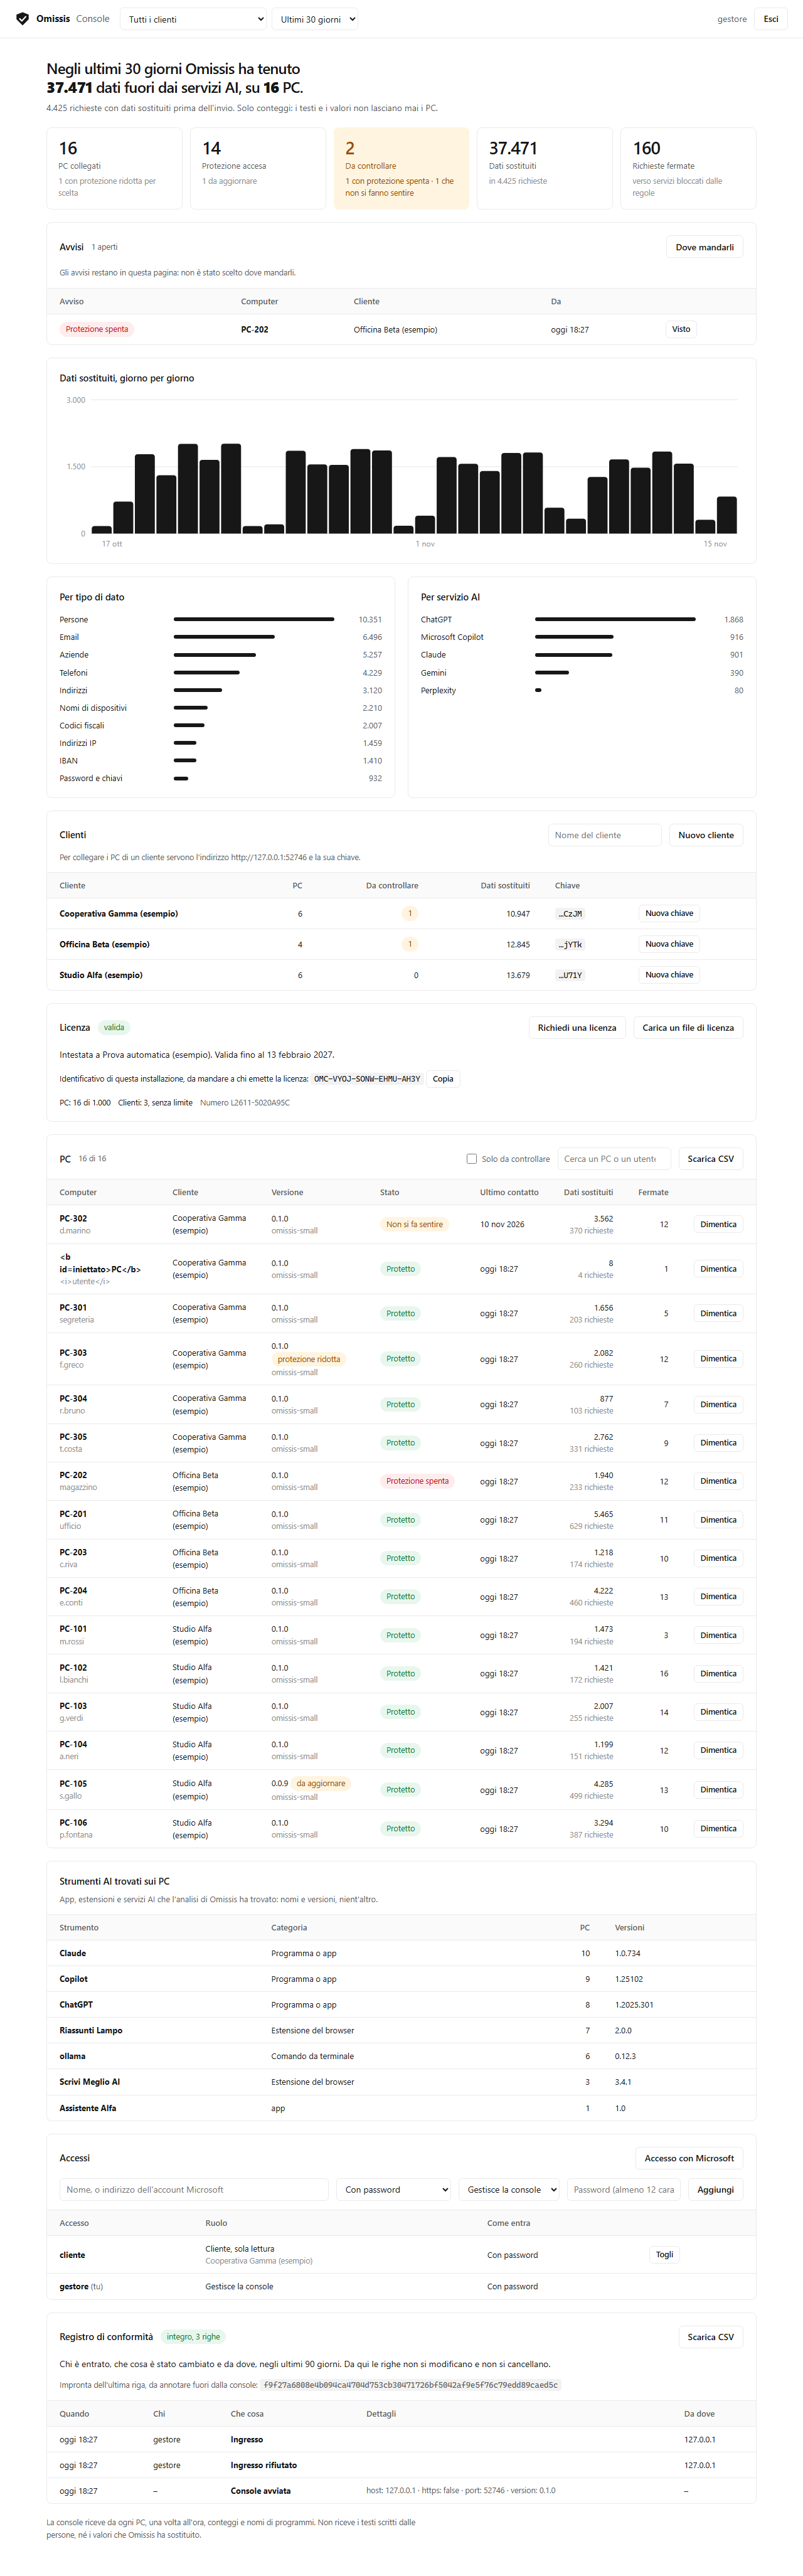 Omissis Console Tutti i clienti Ultimi 30 giorni gestore Esci
Negli ultimi 30 giorni Omissis ha tenuto
37.471 dati fuori dai servizi AI, su 16 PC.
4.425 richieste con dati sostituiti prima dell'invio. Solo conteggi: i testi e i valori non lasciano mai i PC.
16
PC collegati
1 con protezione ridotta per
scelta
14
Protezione accesa
1 da aggiornare
2
Da controllare
1 con protezione spenta · 1 che
non si fanno sentire
37.471
Dati sostituiti
in 4.425 richieste
160
Richieste fermate
verso servizi bloccati dalle
regole
Avvisi 1 aperti Dove mandarli
Gli avvisi restano in questa pagina: non è stato scelto dove mandarli.
Avviso Computer Cliente Da
Protezione spenta PC-202 Officina Beta (esempio) oggi 18:27 Visto
Dati sostituiti, giorno per giorno
3.000
1.500
0
17 ott 1 nov 15 nov
Per tipo di dato
Persone 10.351
Email 6.496
Aziende 5.257
Telefoni 4.229
Indirizzi 3.120
Nomi di dispositivi 2.210
Codici fiscali 2.007
Indirizzi IP 1.459
IBAN 1.410
Password e chiavi 932
Per servizio AI
ChatGPT 1.868
Microsoft Copilot 916
Claude 901
Gemini 390
Perplexity 80
Clienti Nome del cliente Nuovo cliente
Per collegare i PC di un cliente servono l'indirizzo http://127.0.0.1:52746 e la sua chiave.
Cliente PC Da controllare Dati sostituiti Chiave
Cooperativa Gamma (esempio) 6 1 10.947 …CzJM Nuova chiave
Officina Beta (esempio) 4 1 12.845 …jYTk Nuova chiave
Studio Alfa (esempio) 6 0 13.679 …U71Y Nuova chiave
Licenza valida Richiedi una licenza Carica un file di licenza
Intestata a Prova automatica (esempio). Valida fino al 13 febbraio 2027.
Identificativo di questa installazione, da mandare a chi emette la licenza: OMC-VYOJ-SONW-EHMU-AH3Y Copia
PC: 16 di 1.000 Clienti: 3, senza limite Numero L2611-5020A95C
PC 16 di 16 Solo da controllare Cerca un PC o un utente Scarica CSV
Computer Cliente Versione Stato Ultimo contatto Dati sostituiti Fermate
PC-302 Cooperativa Gamma 0.1.0 Non si fa sentire 10 nov 2026 3.562 12 Dimentica
d.marino (esempio) omissis-small 370 richieste
<b
id=iniettato>PC</b> Cooperativa Gamma 0.1.0 Protetto oggi 18:27 8 1 Dimentica
<i>utente</i> (esempio) omissis-small 4 richieste
PC-301 Cooperativa Gamma 0.1.0 Protetto oggi 18:27 1.656 5 Dimentica
segreteria (esempio) omissis-small 203 richieste
PC-303 Cooperativa Gamma 0.1.0 protezione ridotta Protetto oggi 18:27 2.082 12 Dimentica
f.greco (esempio) omissis-small 260 richieste
PC-304 Cooperativa Gamma 0.1.0 Protetto oggi 18:27 877 7 Dimentica
r.bruno (esempio) omissis-small 103 richieste
PC-305 Cooperativa Gamma 0.1.0 Protetto oggi 18:27 2.762 9 Dimentica
t.costa (esempio) omissis-small 331 richieste
PC-202 Officina Beta 0.1.0 Protezione spenta oggi 18:27 1.940 12 Dimentica
magazzino (esempio) omissis-small 233 richieste
PC-201 Officina Beta 0.1.0 Protetto oggi 18:27 5.465 11 Dimentica
ufficio (esempio) omissis-small 629 richieste
PC-203 Officina Beta 0.1.0 Protetto oggi 18:27 1.218 10 Dimentica
c.riva (esempio) omissis-small 174 richieste
PC-204 Officina Beta 0.1.0 Protetto oggi 18:27 4.222 13 Dimentica
e.conti (esempio) omissis-small 460 richieste
PC-101 Studio Alfa 0.1.0 Protetto oggi 18:27 1.473 3 Dimentica
m.rossi (esempio) omissis-small 194 richieste
PC-102 Studio Alfa 0.1.0 Protetto oggi 18:27 1.421 16 Dimentica
l.bianchi (esempio) omissis-small 172 richieste
PC-103 Studio Alfa 0.1.0 Protetto oggi 18:27 2.007 14 Dimentica
g.verdi (esempio) omissis-small 255 richieste
PC-104 Studio Alfa 0.1.0 Protetto oggi 18:27 1.199 12 Dimentica
a.neri (esempio) omissis-small 151 richieste
PC-105 Studio Alfa 0.0.9 da aggiornare Protetto oggi 18:27 4.285 13 Dimentica
s.gallo (esempio) omissis-small 499 richieste
PC-106 Studio Alfa 0.1.0 Protetto oggi 18:27 3.294 10 Dimentica
p.fontana (esempio) omissis-small 387 richieste
Strumenti AI trovati sui PC
App, estensioni e servizi AI che l'analisi di Omissis ha trovato: nomi e versioni, nient'altro.
Strumento Categoria PC Versioni
Claude Programma o app 10 1.0.734
Copilot Programma o app 9 1.25102
ChatGPT Programma o app 8 1.2025.301
Riassunti Lampo Estensione del browser 7 2.0.0
ollama Comando da terminale 6 0.12.3
Scrivi Meglio AI Estensione del browser 3 3.4.1
Assistente Alfa app 1 1.0
Accessi Accesso con Microsoft
Nome, o indirizzo dell'account Microsoft Con password Gestisce la console Password (almeno 12 cara Aggiungi
Accesso Ruolo Come entra
cliente Cliente, sola lettura Con password Togli
Cooperativa Gamma (esempio)
gestore (tu) Gestisce la console Con password
Registro di conformità integro, 3 righe Scarica CSV
Chi è entrato, che cosa è stato cambiato e da dove, negli ultimi 90 giorni. Da qui le righe non si modificano e non si cancellano.
Impronta dell'ultima riga, da annotare fuori dalla console: f9f27a6808e4b094ca4704d753cb30471726bf5042af9e5f76c79edd89caed5c
Quando Chi Che cosa Dettagli Da dove
oggi 18:27 gestore Ingresso 127.0.0.1
oggi 18:27 gestore Ingresso rifiutato 127.0.0.1
oggi 18:27 – Console avviata host: 127.0.0.1 · https: false · port: 52746 · version: 0.1.0 –
La console riceve da ogni PC, una volta all'ora, conteggi e nomi di programmi. Non riceve i testi scritti dalle
persone, né i valori che Omissis ha sostituito.